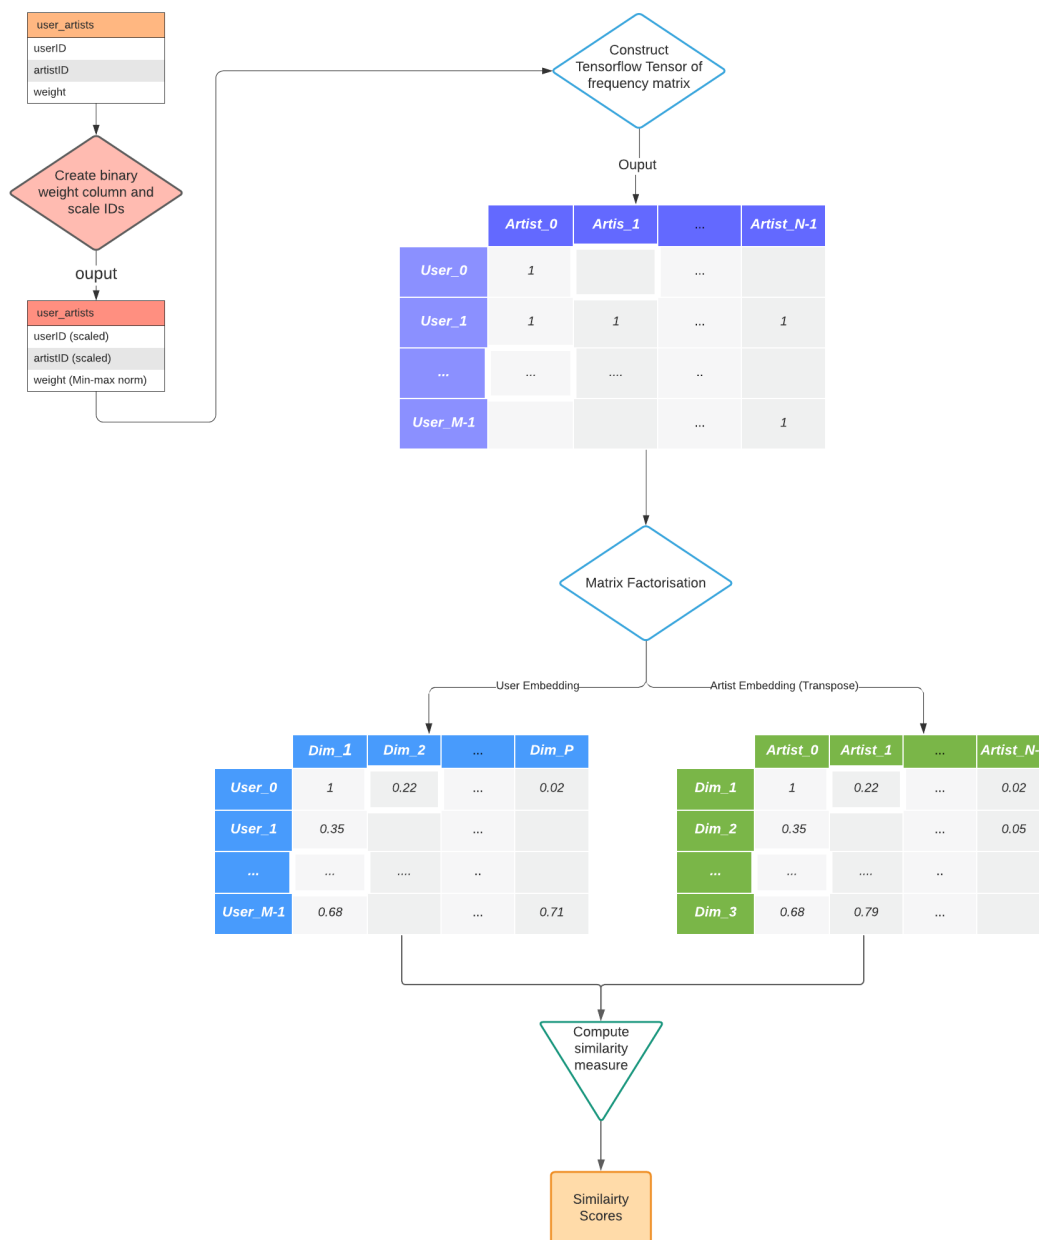 user_artists
userID
artistID
weight
Create binary
weight column and
scale IDs
ouput
user_artists
userID (scaled)
artistID (scaled)
weight (Min-max norm)
Construct
Tensorflow Tensor of
frequency matrix
Ouput
Artist_0 Artis_1 ... Artist_N-1
User_0 1 ...
User_1 1 1 ... 1
... ... .... ..
User_M-1 ... 1
Matrix Factorisation
User Embedding
Artist Embedding (Transpose)
Dim_1 Dim_2 ... Dim_P
User_0 1 0.22 ... 0.02
User_1 0.35 ...
... ... .... ..
User_M-1 0.68 ... 0.71
Artist_0 Artist_1 ... Artist_N-
Dim_1 1 0.22 ... 0.02
Dim_2 0.35 ... 0.05
... ... .... ..
Dim_3 0.68 0.79 ...
Compute
similarity
measure
Similairty
Scores